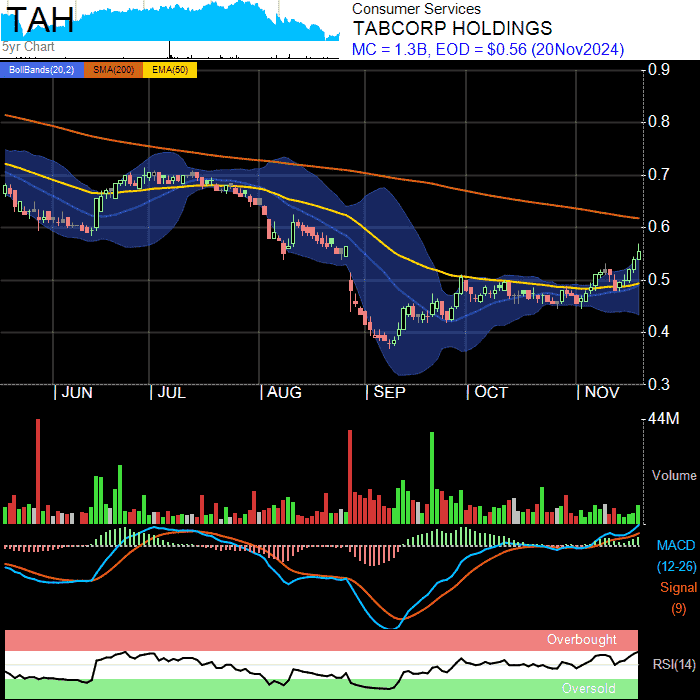 TAH
5yr Chart
Consumer Services
TABCORP HOLDINGS
MC = 1.3B, EOD = $0.56 (20Nov2024)
BollBands(20,2) SMA(200) EMA(50)
0.9
0.8
0.7
0.6
0.5
0.4
0.3
JUN JUL AUG SEP OCT NOV
44M
Volume
MACD
(12-26)
Signal
(9)
Overbought
RSI(14)
Oversold